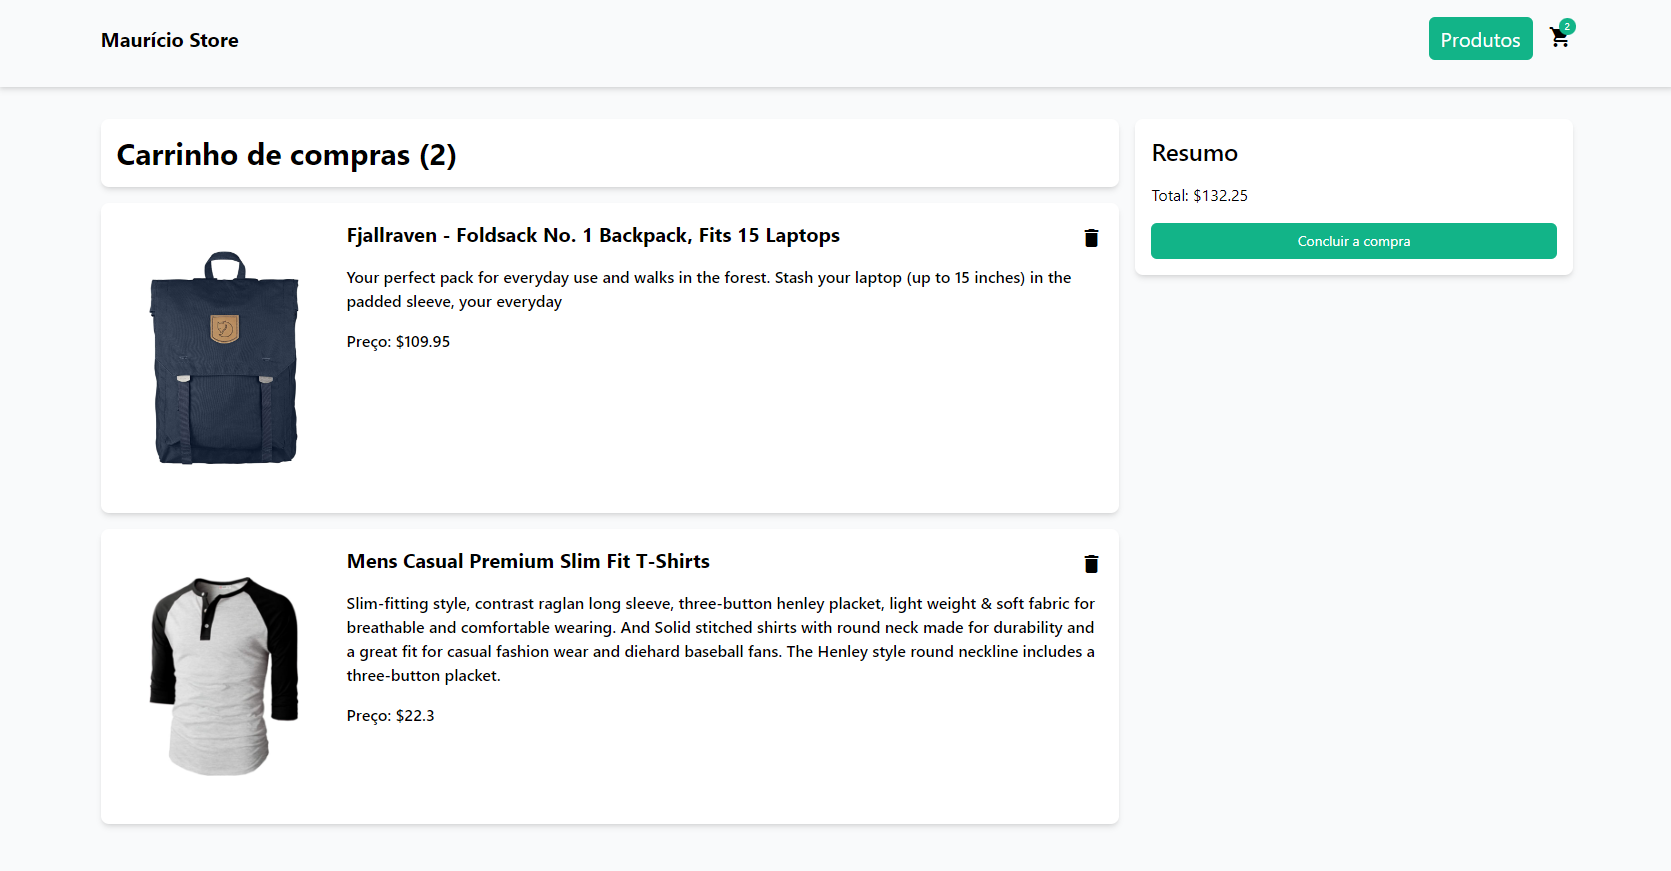 Maurício Store
Produtos
2
Carrinho de compras (2)
Fjallraven - Foldsack No. 1 Backpack, Fits 15 Laptops
Your perfect pack for everyday use and walks in the forest. Stash your laptop (up to 15 inches) in the
padded sleeve, your everyday
Preço: $109.95
Mens Casual Premium Slim Fit T-Shirts
Slim-fitting style, contrast raglan long sleeve, three-button henley placket, light weight & soft fabric for
breathable and comfortable wearing. And Solid stitched shirts with round neck made for durability and
a great fit for casual fashion wear and diehard baseball fans. The Henley style round neckline includes a
three-button placket.
Preço: $22.3
Resumo
Total: $132.25
Concluir a compra